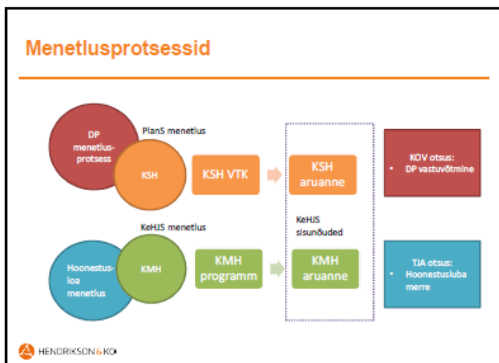 Menetlusprotsessid
DP
menetlus-
protsess
PlanS menetlus
KSH
KSH VTK
KSH
aruanne
KOV otsus:
• DP vastuvõtmine
KeHJS menetlus
KeHJS
sisunõuded
Hoonestus-
loa
menetlus
KMH
KMH
programm
KMH
aruanne
TJA otsus:
• Hoonestusluba
merre
HENDRIKSON&KO